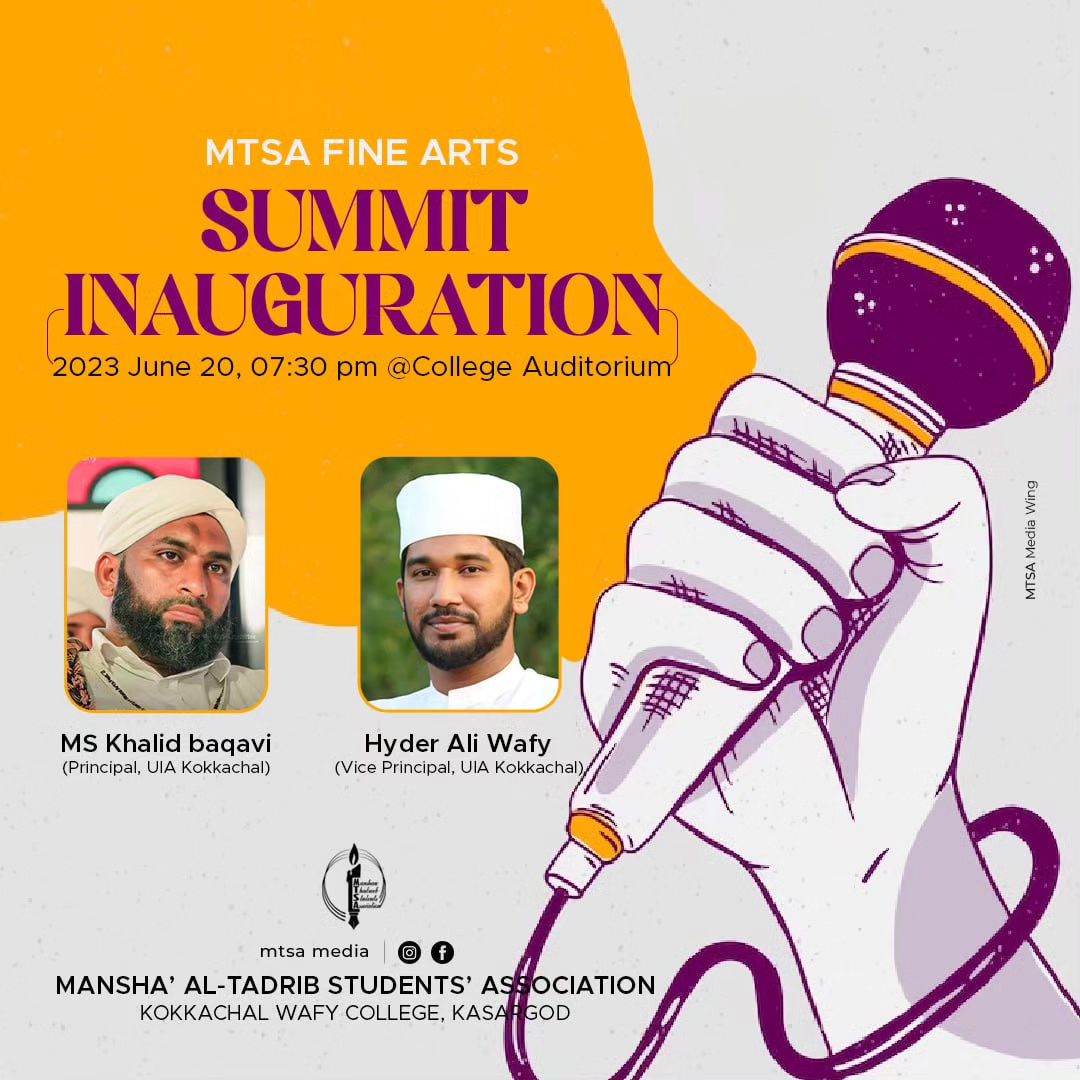 MTSA FINE ARTS
SUMMIT
INAUGURATION
2023 June 20, 07:30 pm @College Auditorium
MTSA Media Wing
MS Khalid baqavi
(Principal, UIA Kokkachal)
Hyder Ali Wafy
(Vice Principal, UIA Kokkachal)
mtsa media
MANSHA’ AL-TADRIB STUDENTS’ ASSOCIATION
KOKKACHAL WAFY COLLEGE, KASARGOD